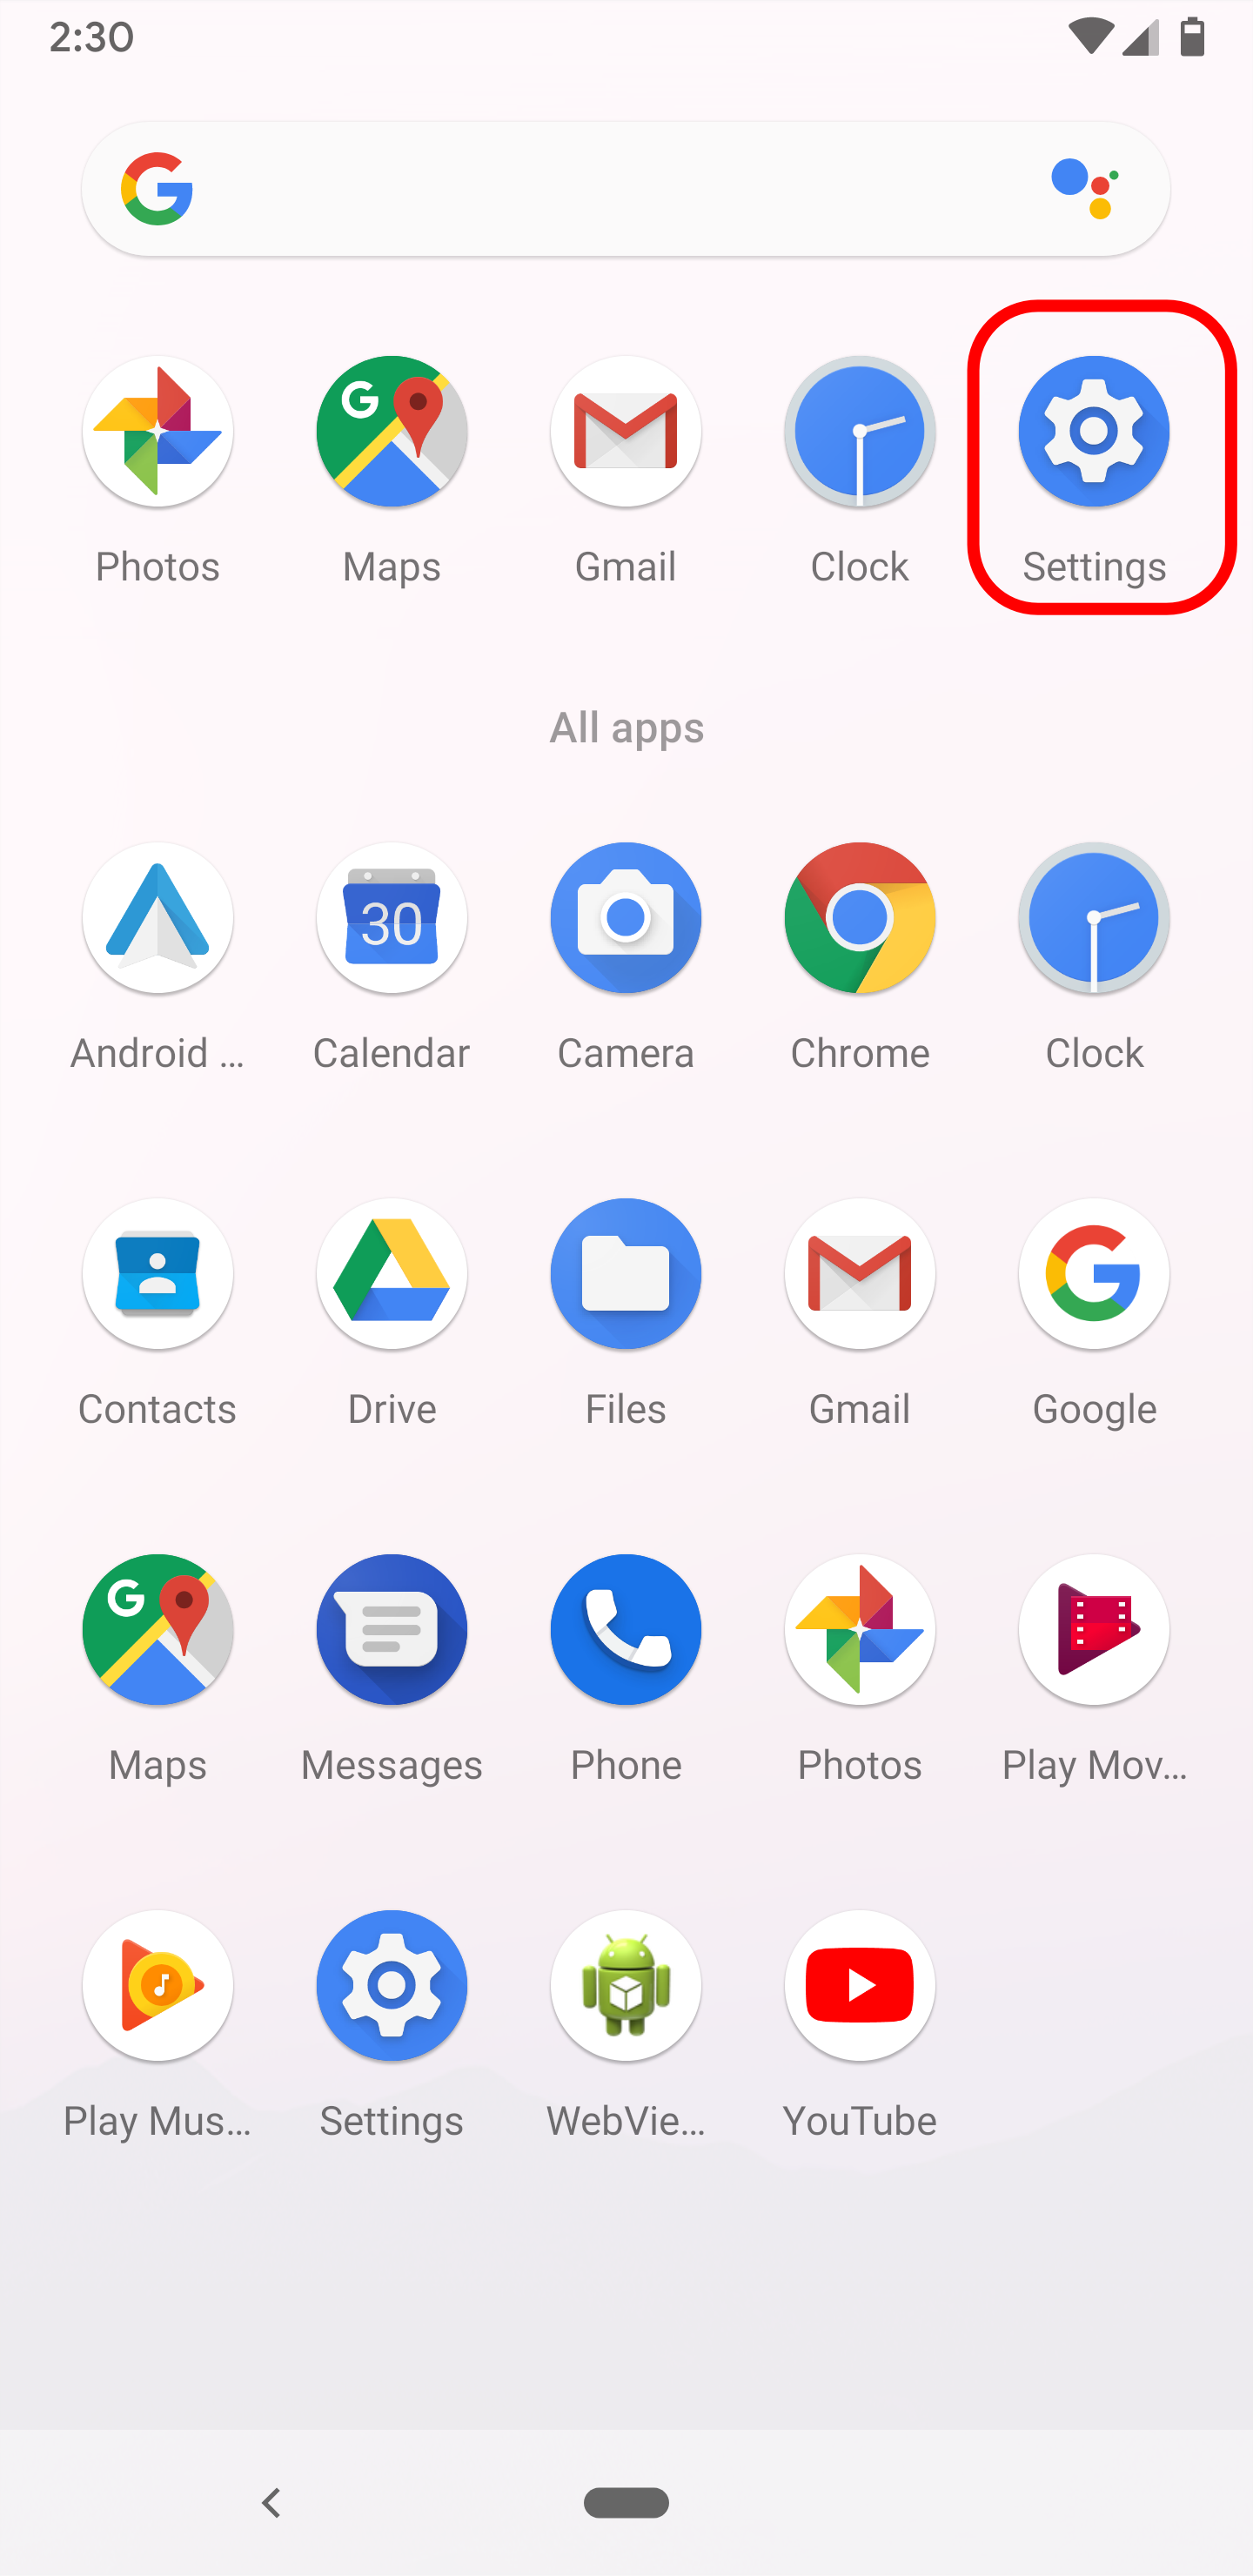 2:30
Photos Maps Gmail Clock Settings
All apps
30
Android ... Calendar Camera Chrome Clock
Contacts Drive Files Gmail Google
Maps Messages Phone Photos Play Mov...
Play Mus... Settings WebVie... YouTube